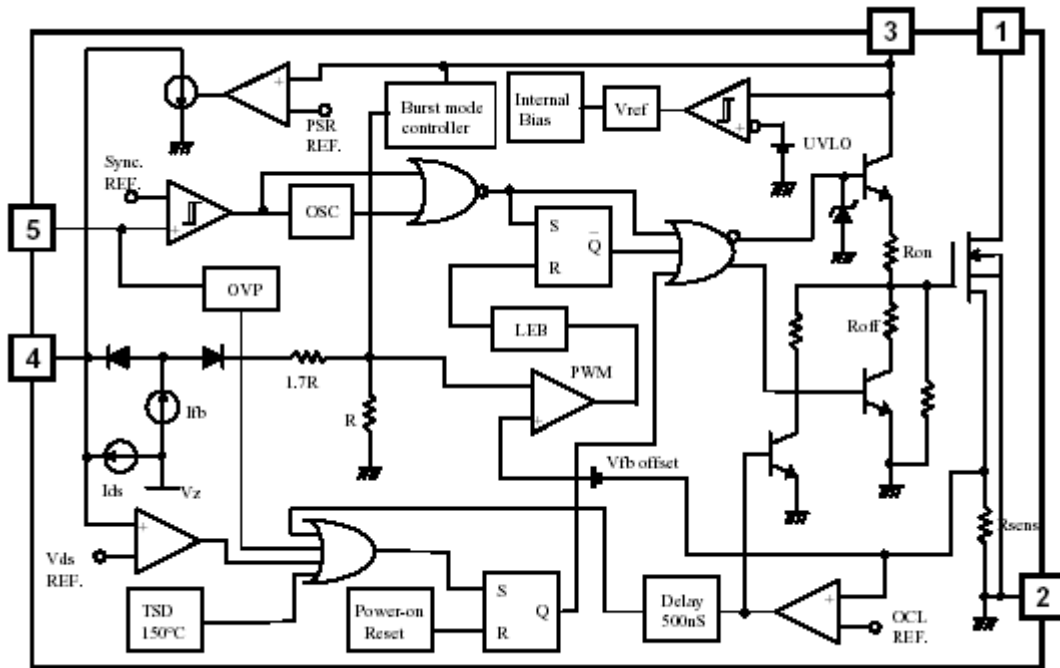 3
1
+
PSR
REF.
Burst mode
controller
Internal
Bias
Vref
+
UVLO
Sync.
REF.
+
OSC
5
S
Q
R
Ron
OVP
LEB
Roff
4
1.7R
PWM
Ifb
R
+
Vfb offset
Ids
Vz
+
Vds
REF.
Rsens
TSD
150°C
Power-on
Reset
S
Q
R
Delay
500nS
+
OCL
REF.
2